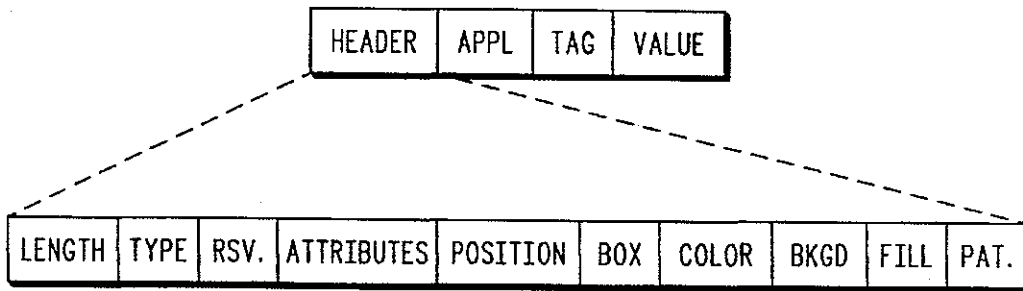 HEADER APPL TAG VALUE
LENGTH TYPE RSV. ATTRIBUTES POSITION BOX COLOR BKGD FILL PAT.